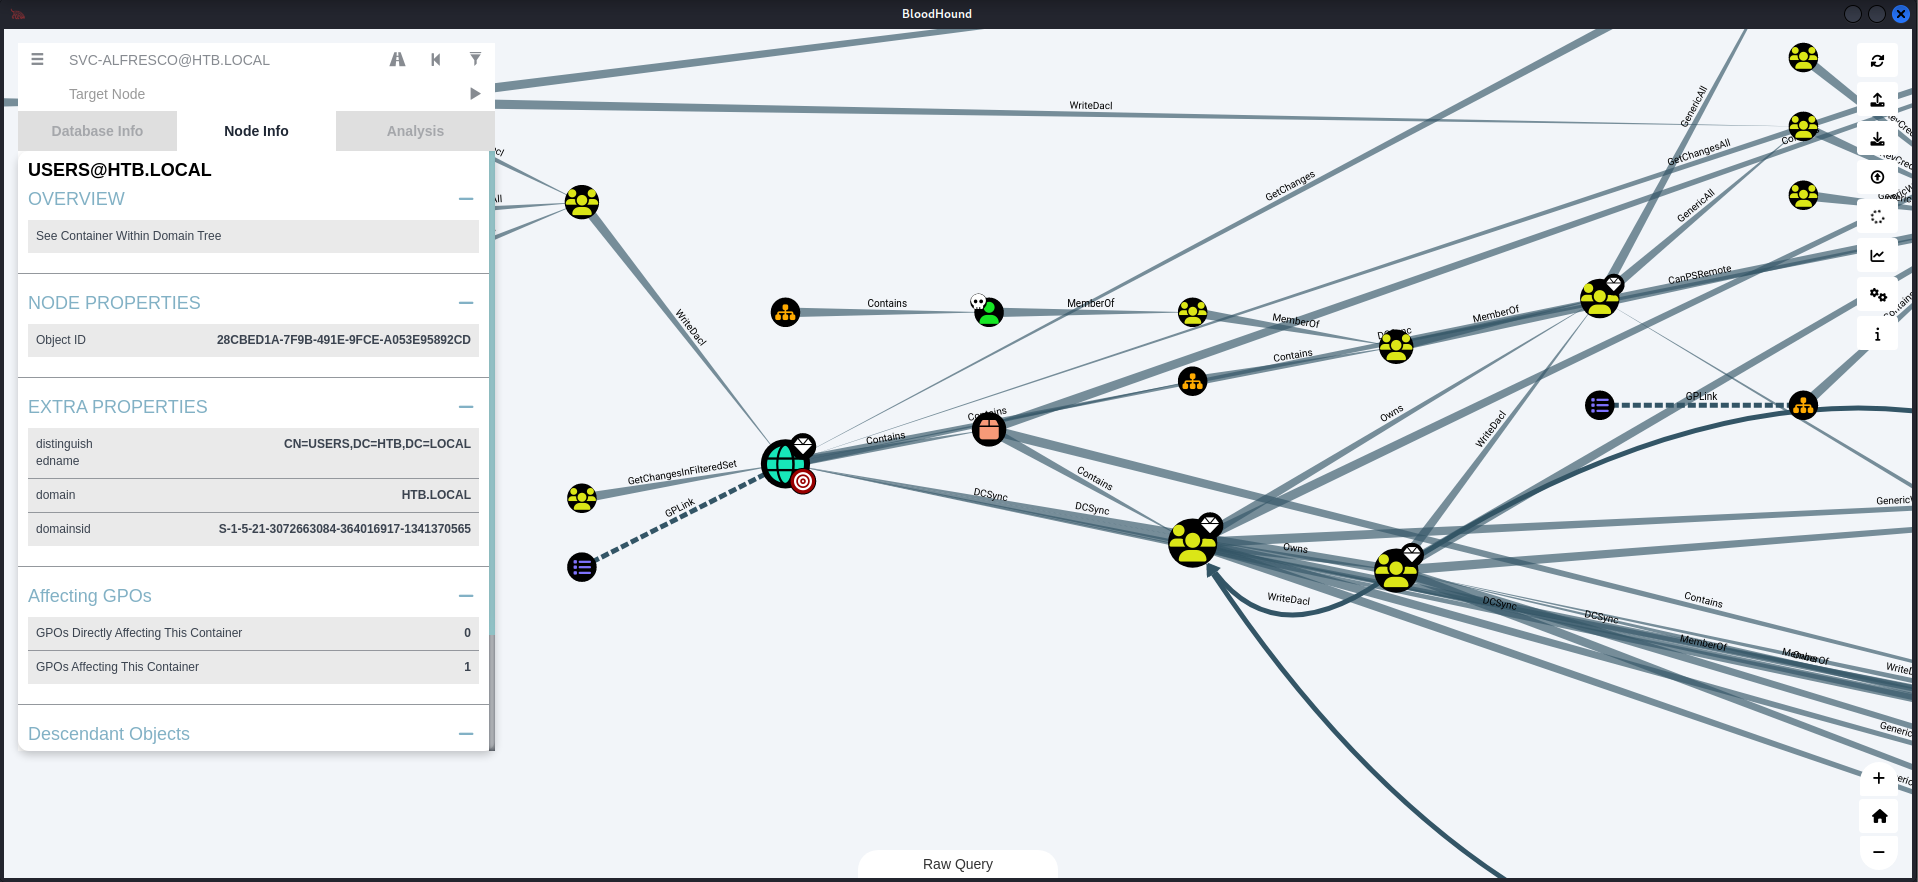 BloodHound
SVC-ALFRESCO@HTB.LOCAL
Target Node
Database Info
Node Info
Analysis
USERS@HTB.LOCAL
OVERVIEW
See Container Within Domain Tree
NODE PROPERTIES
Object ID 28CBED1A-7F9B-491E-9FCE-A053E95892CD
EXTRA PROPERTIES
distinguish
edname CN=USERS,DC=HTB,DC=LOCAL
domain HTB.LOCAL
domainsid S-1-5-21-3072663084-364016917-1341370565
Affecting GPOs
GPOs Directly Affecting This Container 0
GPOs Affecting This Container 1
Descendant Objects
WriteDacl
GenericAll
GetChangesAll
GetChanges
GenericAll
CanPSRemote
Contains
MemberOf
MemberOf
MemberOf
WriteDacl
Contains
GPLink
Contains
Owns
WriteDacl
Contains
GetChangesInFilteredSet
GPLink
Contains
DCSync
DCSync
Owns
WriteDacl
DCSync
DCSync
Contains
MemberOf
MemberOf
Raw Query